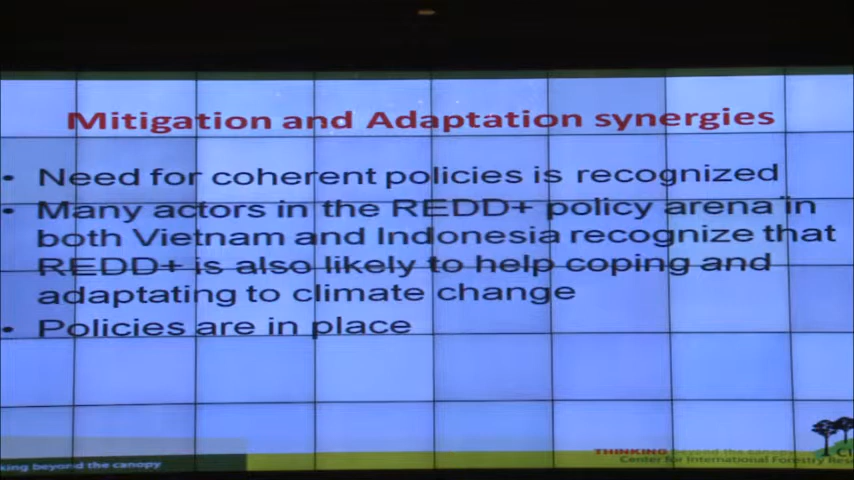 Mitigation and Adaptation synergies
• Need for coherent policies is recognized
• Many actors in the REDD+ policy arena in
both Vietnam and Indonesia recognize that
REDD+ is also likely to help coping and
adaptating to climate change
• Policies are in place
THINKING beyond the canopy
king beyond the canopy
Center for International Forestry Rese